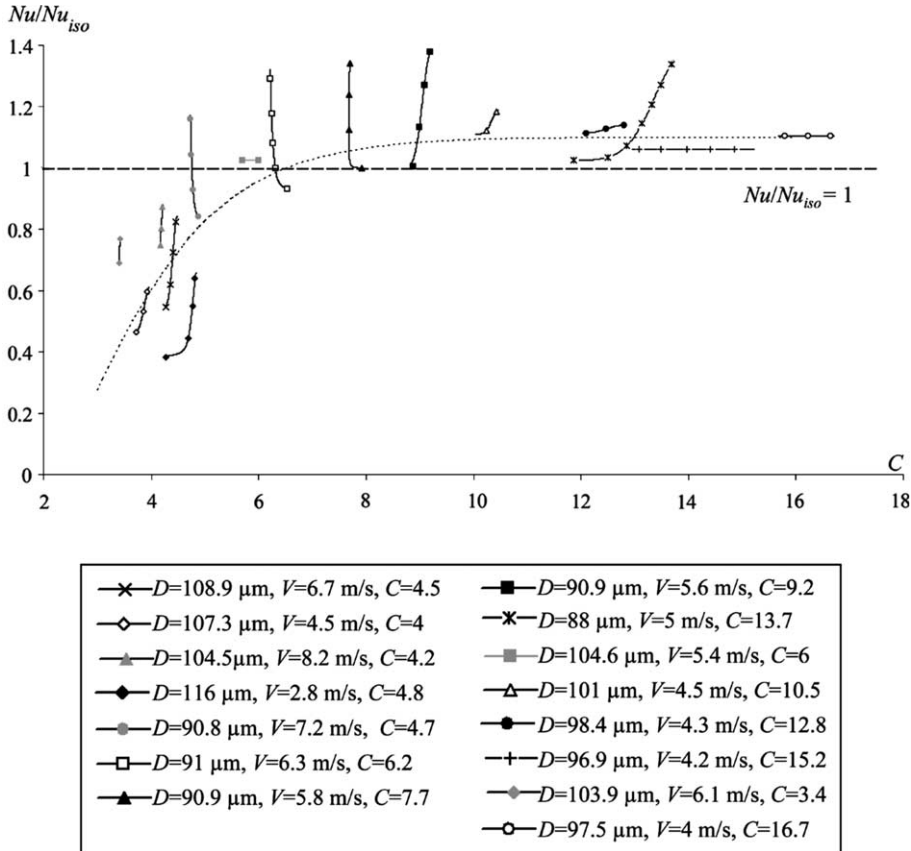 Nu/Nu_iso
1.4
1.2
1
0.8
0.6
0.4
0.2
0
Nu/Nu_iso = 1
C
2 4 6 8 10 12 14 16 18
D=108.9 µm, V=6.7 m/s, C=4.5
D=107.3 µm, V=4.5 m/s, C=4
D=104.5µm, V=8.2 m/s, C=4.2
D=116 µm, V=2.8 m/s, C=4.8
D=90.8 µm, V=7.2 m/s, C=4.7
D=91 µm, V=6.3 m/s, C=6.2
D=90.9 µm, V=5.8 m/s, C=7.7
D=90.9 µm, V=5.6 m/s, C=9.2
D=88 µm, V=5 m/s, C=13.7
D=104.6 µm, V=5.4 m/s, C=6
D=101 µm, V=4.5 m/s, C=10.5
D=98.4 µm, V=4.3 m/s, C=12.8
D=96.9 µm, V=4.2 m/s, C=15.2
D=103.9 µm, V=6.1 m/s, C=3.4
D=97.5 µm, V=4 m/s, C=16.7